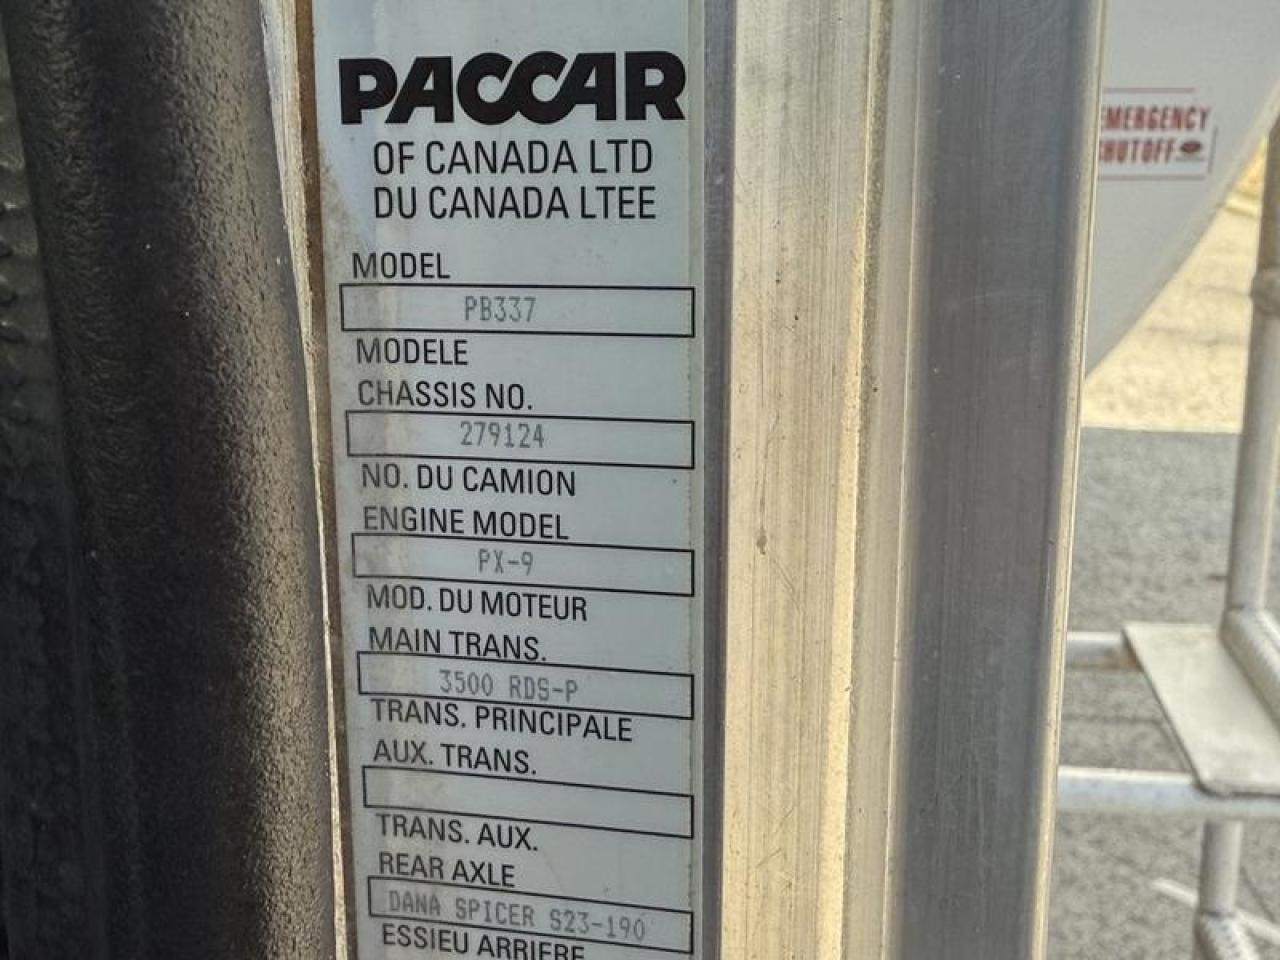 PACCAR
OF CANADA LTD
DU CANADA LTEE
MODEL
PB337
MODELE
CHASSIS NO.
279124
NO. DU CAMION
ENGINE MODEL
PX-9
MOD. DU MOTEUR
MAIN TRANS.
3500 RDS-P
TRANS. PRINCIPALE
AUX. TRANS.
TRANS. AUX.
REAR AXLE
DANA SPICER S23-190
ESSIEU ARRIERE
EMERGENCY
SHUTOFF